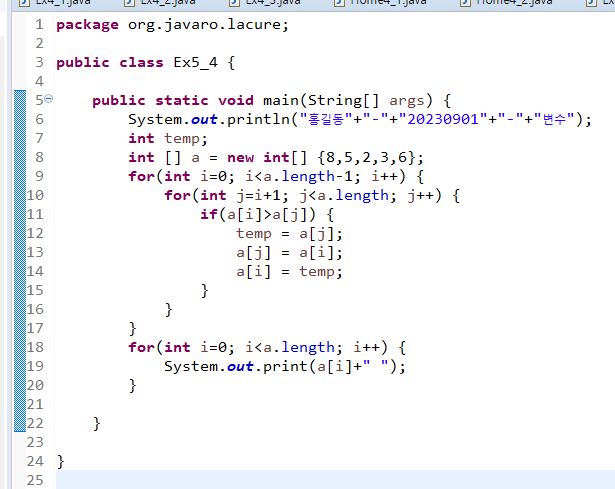 Ex4_1.java Ex4_2.java Ex4_3.java Home4_1.java Home4_2.java
1 package org.javaro.lacure;
2
3 public class Ex5_4 {
4
5 public static void main(String[] args) {
6 System.out.println("홍길동"+"-"+"20230901"+"-"+"변수");
7 int temp;
8 int [] a = new int[] {8,5,2,3,6};
9 for(int i=0; i<a.length-1; i++) {
10 for(int j=i+1; j<a.length; j++) {
11 if(a[i]>a[j]) {
12 temp = a[j];
13 a[j] = a[i];
14 a[i] = temp;
15 }
16 }
17 }
18 for(int i=0; i<a.length; i++) {
19 System.out.print(a[i]+" ");
20 }
21
22 }
23
24 }
25